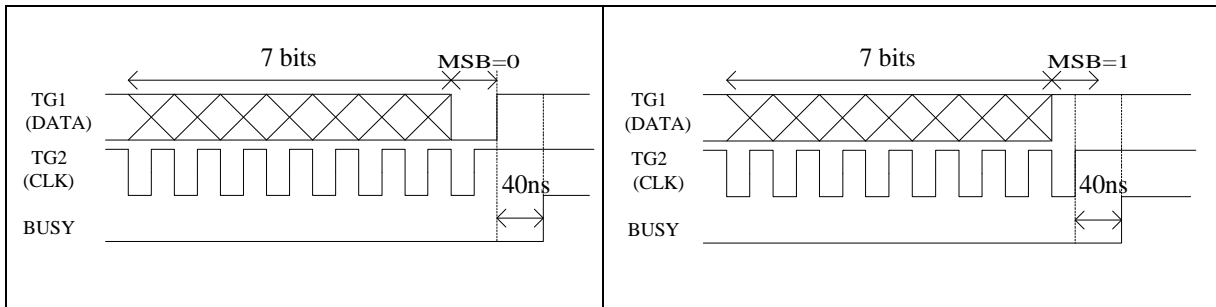 7 bits
MSB=0
TG1
(DATA)
TG2
(CLK)
40ns
BUSY
7 bits
MSB=1
TG1
(DATA)
TG2
(CLK)
40ns
BUSY